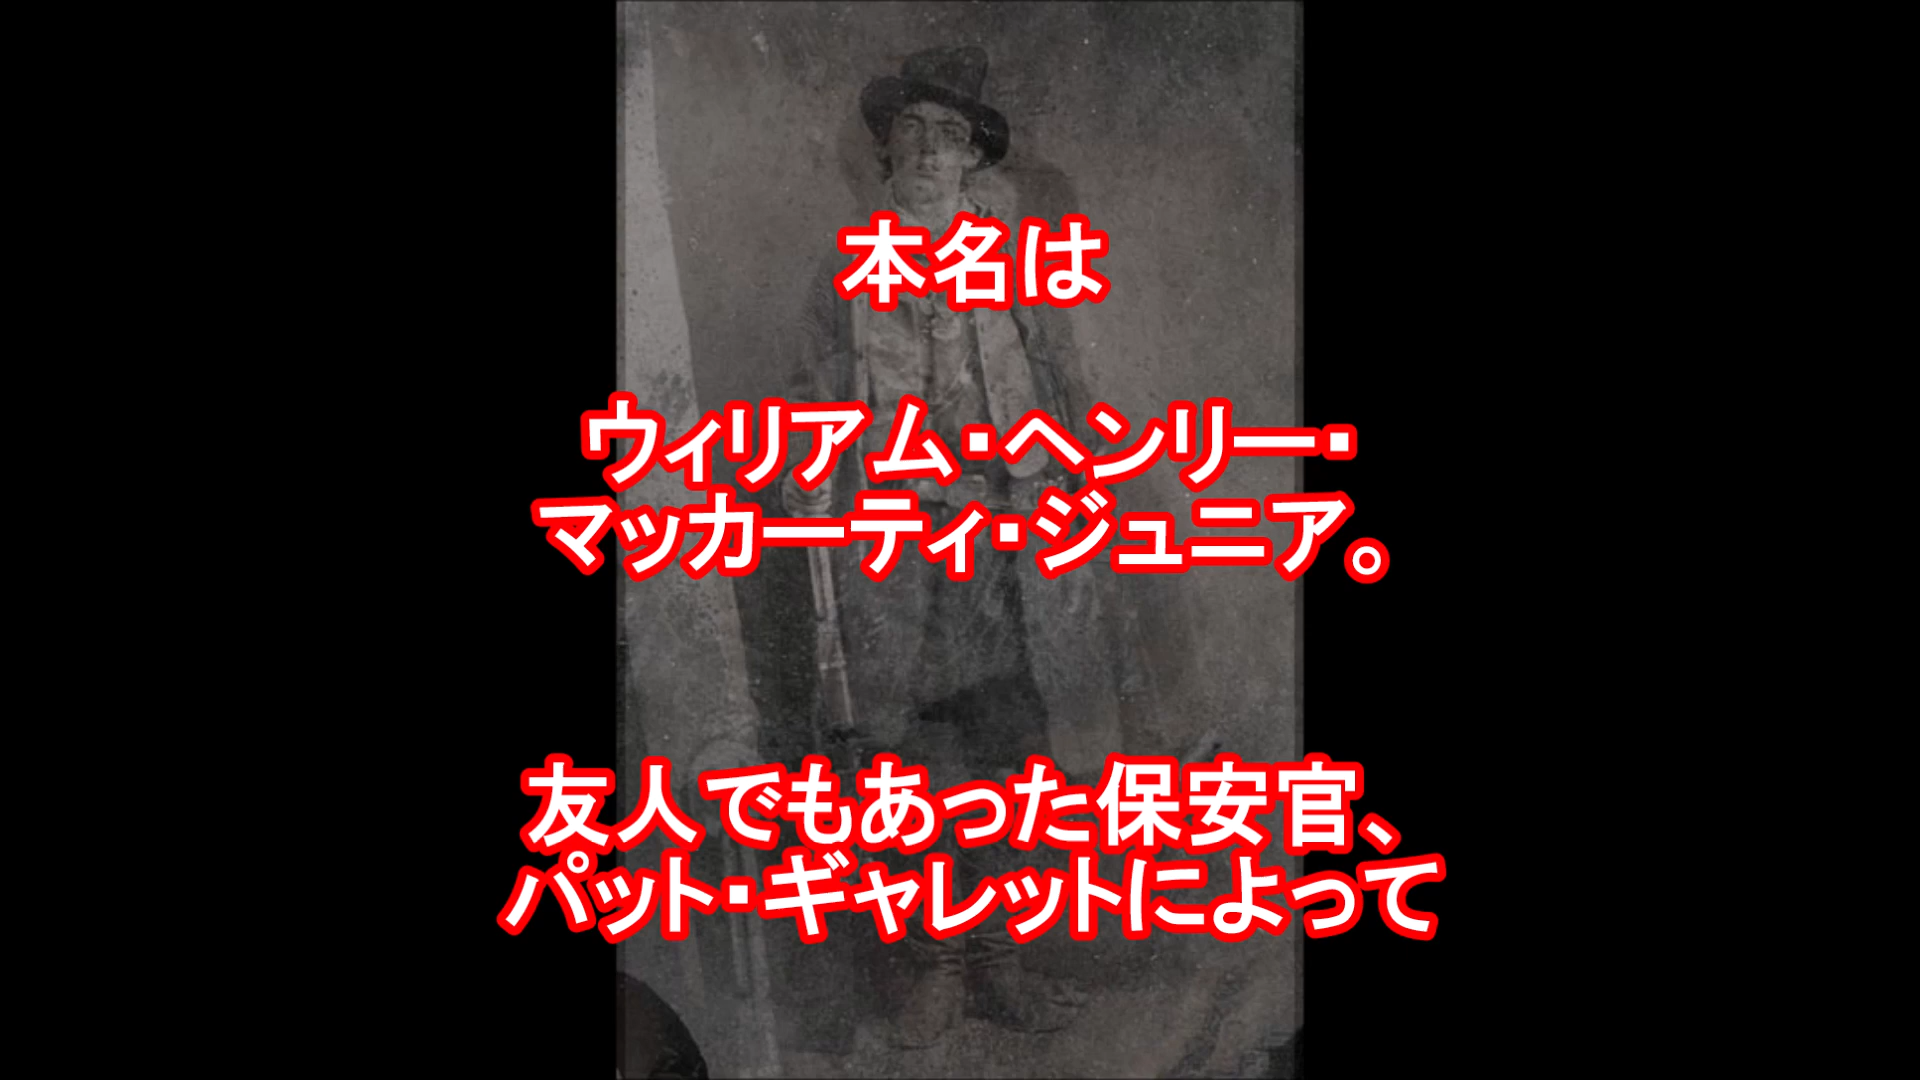 本名は
ウィリアム・ヘンリー・
マッカーティ・ジュニア。
友人でもあった保安官、
パット・ギャレットによって